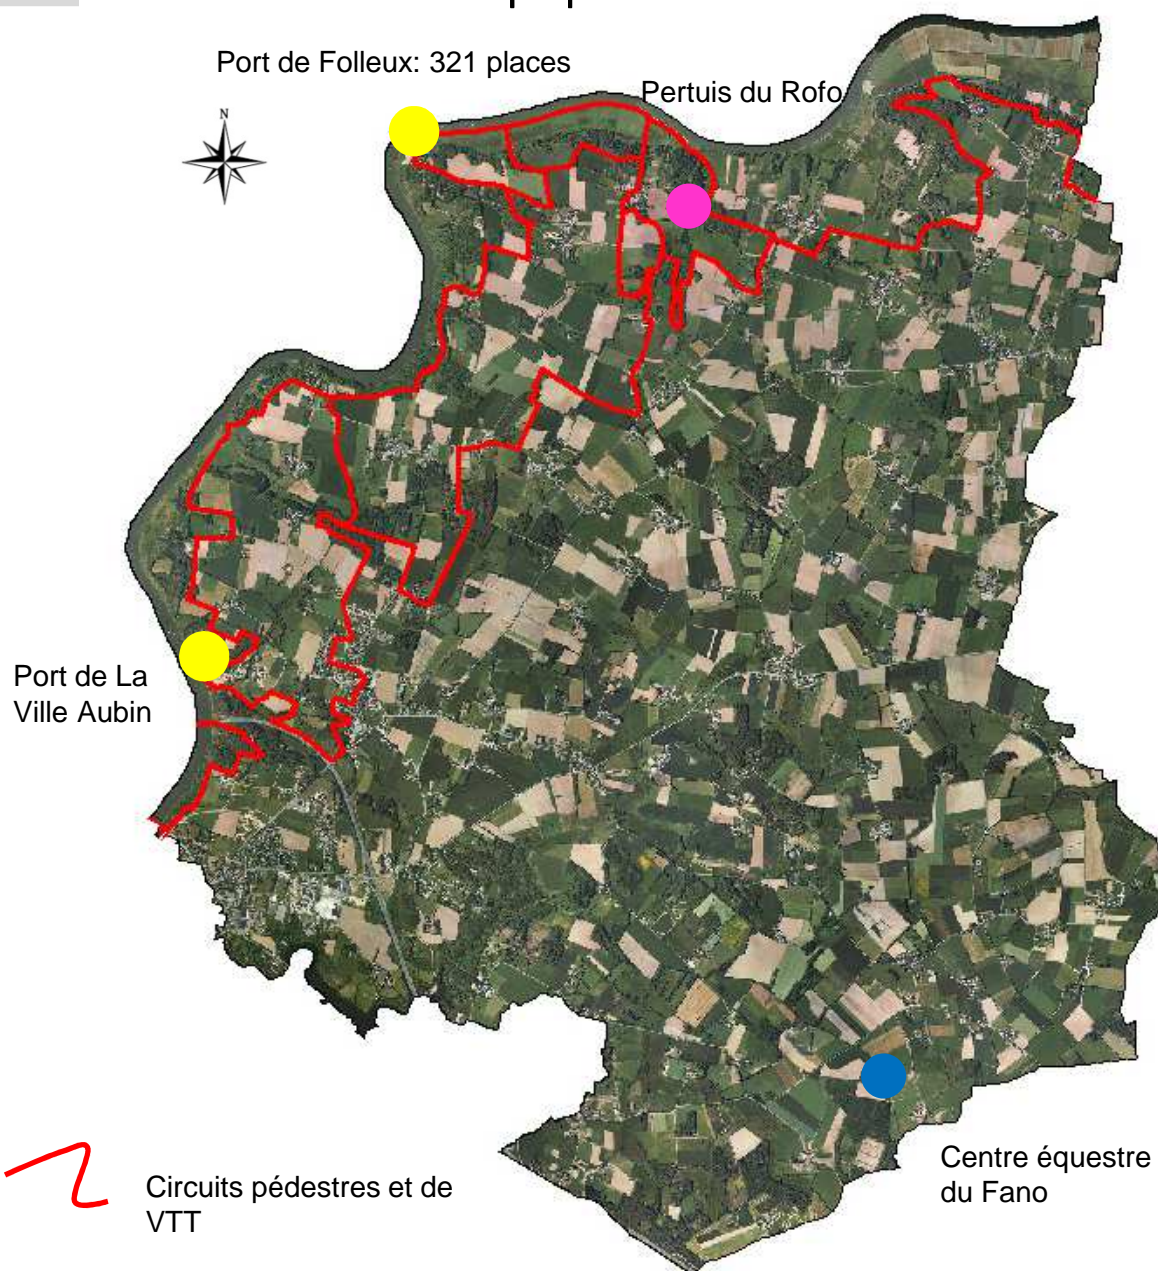 Port de Folleux: 321 places
Pertuis du Rofo
N
Port de La
Ville Aubin
Centre équestre
du Fano
Circuits pédestres et de
VTT